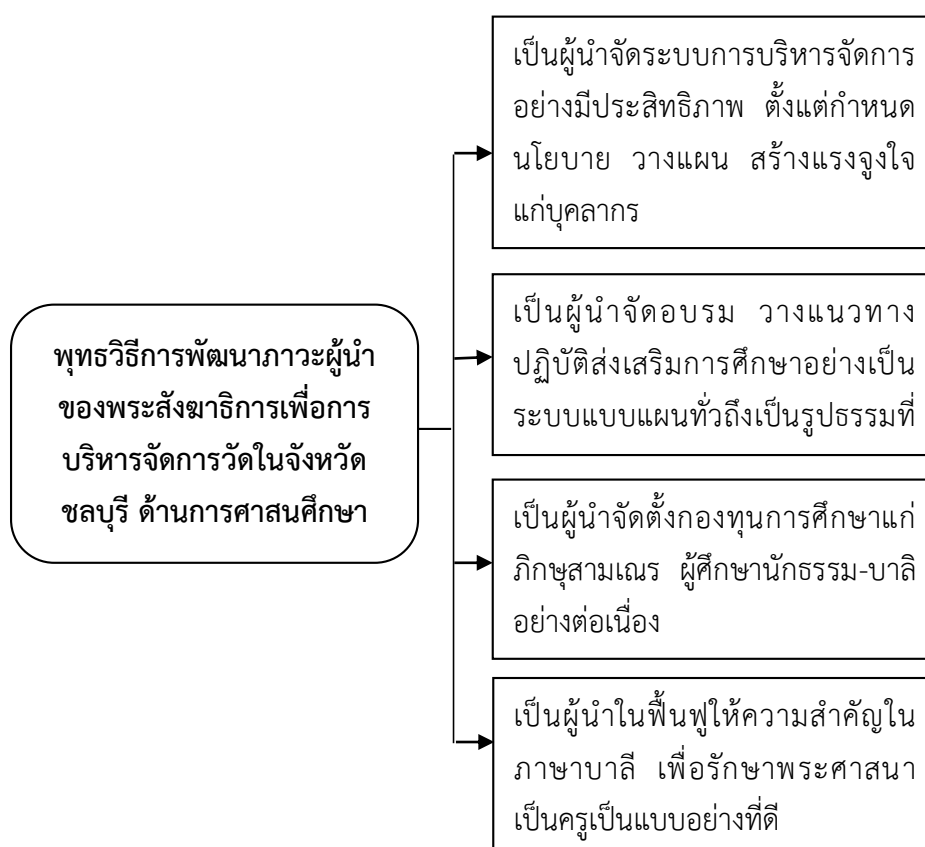 พุทธวิธีการพัฒนาภาวะผู้นำ
ของพระสังฆาธิการเพื่อการ
บริหารจัดการวัดในจังหวัด
ชลบุรี ด้านการศาสนศึกษา
เป็นผู้นำจัดระบบการบริหารจัดการ
อย่างมีประสิทธิภาพ ตั้งแต่กำหนด
นโยบาย วางแผน สร้างแรงจูงใจ
แก่บุคลากร
เป็นผู้นำจัดอบรม วางแนวทาง
ปฏิบัติส่งเสริมการศึกษาอย่างเป็น
ระบบแบบแผนทั่วถึงเป็นรูปธรรมที่
เป็นผู้นำจัดตั้งกองทุนการศึกษาแก่
ภิกษุสามเณร ผู้ศึกษานักธรรม-บาลิ
อย่างต่อเนื่อง
เป็นผู้นำในฟื้นฟูให้ความสำคัญใน
ภาษาบาลี เพื่อรักษาพระศาสนา
เป็นครูเป็นแบบอย่างที่ดี